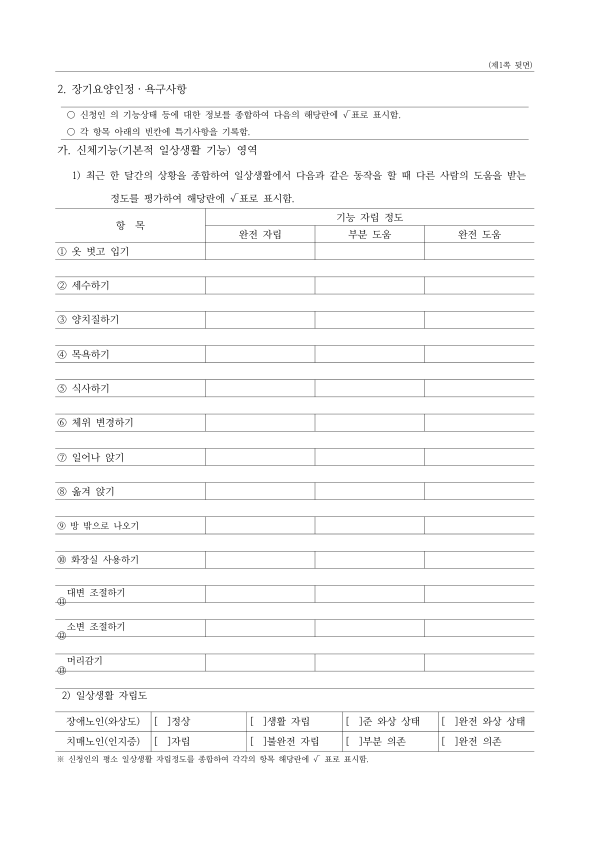 (제1쪽 뒷면)
2. 장기요양인정ㆍ욕구사항
○ 신청인 의 기능상태 등에 대한 정보를 종합하여 다음의 해당란에 √표로 표시함.
○ 각 항목 아래의 빈칸에 특기사항을 기록함.
가. 신체기능(기본적 일상생활 기능) 영역
1) 최근 한 달간의 상황을 종합하여 일상생활에서 다음과 같은 동작을 할 때 다른 사람의 도움을 받는
정도를 평가하여 해당란에 √표로 표시함.
항 목
기능 자립 정도
완전 자립 부분 도움 완전 도움
① 옷 벗고 입기
② 세수하기
③ 양치질하기
④ 목욕하기
⑤ 식사하기
⑥ 체위 변경하기
⑦ 일어나 앉기
⑧ 옮겨 앉기
⑨ 방 밖으로 나오기
⑩ 화장실 사용하기
⑪ 대변 조절하기
⑫ 소변 조절하기
⑬ 머리감기
2) 일상생활 자립도
장애노인(와상도) [ ]정상 [ ]생활 자립 [ ]준 와상 상태 [ ]완전 와상 상태
치매노인(인지증) [ ]자립 [ ]불완전 자립 [ ]부분 의존 [ ]완전 의존
※ 신청인의 평소 일상생활 자립정도를 종합하여 각각의 항목 해당란에 √ 표로 표시함.